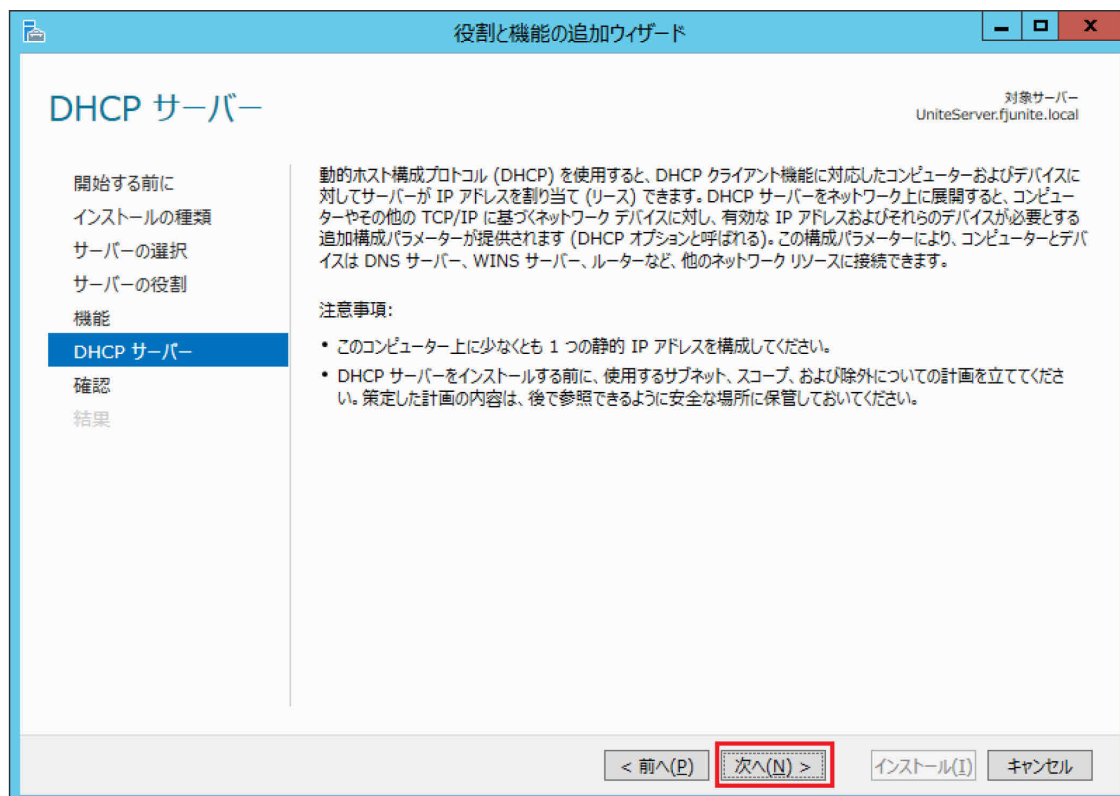 役割と機能の追加ウィザード
DHCP サーバー
対象サーバー
UniteServer.fjunite.local
開始する前に
インストールの種類
サーバーの選択
サーバーの役割
機能
DHCP サーバー
確認
結果
動的ホスト構成プロトコル (DHCP) を使用すると、DHCP クライアント機能に対応したコンピューターおよびデバイスに
対してサーバーが IP アドレスを割り当て (リース) できます。DHCP サーバーをネットワーク上に展開すると、コンピュー
ターやその他の TCP/IP に基づくネットワーク デバイスに対し、有効な IP アドレスおよびそれらのデバイスが必要とする
追加構成パラメーターが提供されます (DHCP オプションと呼ばれる)。この構成パラメーターにより、コンピューターとデバ
イスは DNS サーバー、WINS サーバー、ルーターなど、他のネットワーク リソースに接続できます。
注意事項:
• このコンピューター上に少なくとも 1 つの静的 IP アドレスを構成してください。
• DHCP サーバーをインストールする前に、使用するサブネット、スコープ、および除外についての計画を立ててくださ
い。策定した計画の内容は、後で参照できるように安全な場所に保管しておいてください。
< 前へ(P)
次へ(N) >
インストール(I)
キャンセル